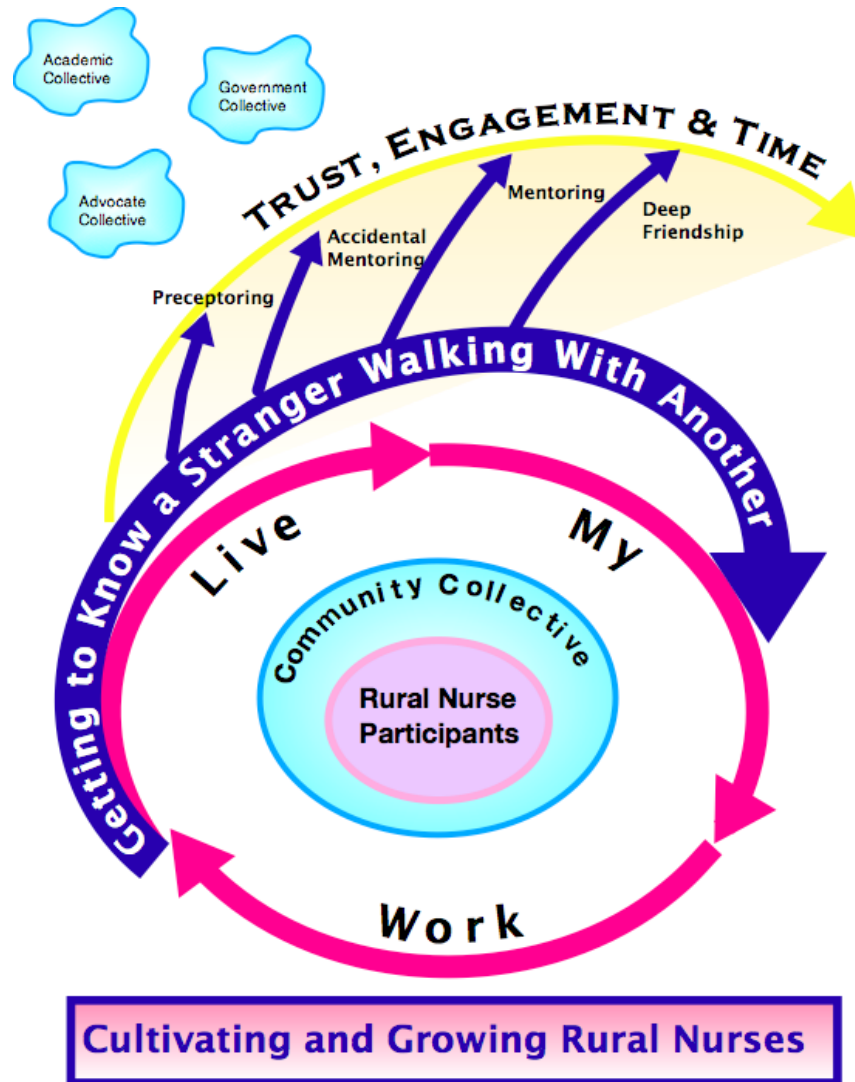 Academic
Collective
Government
Collective
Advocate
Collective
TRUST, ENGAGEMENT & TIME
Preceptoring
Accidental
Mentoring
Mentoring
Deep
Friendship
Getting to Know a Stranger Walking With Another
Live
My
Community Collective
Rural Nurse
Participants
Work
Cultivating and Growing Rural Nurses